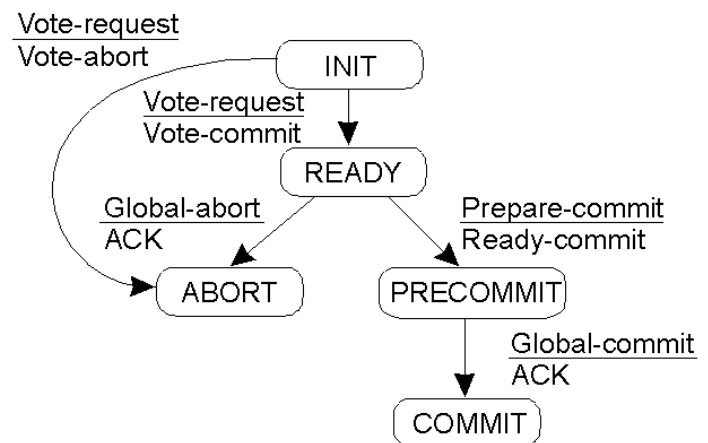 Vote-request
Vote-abort
INIT
Vote-request
Vote-commit
READY
Global-abort
ACK
Prepare-commit
Ready-commit
ABORT
PRECOMMIT
Global-commit
ACK
COMMIT